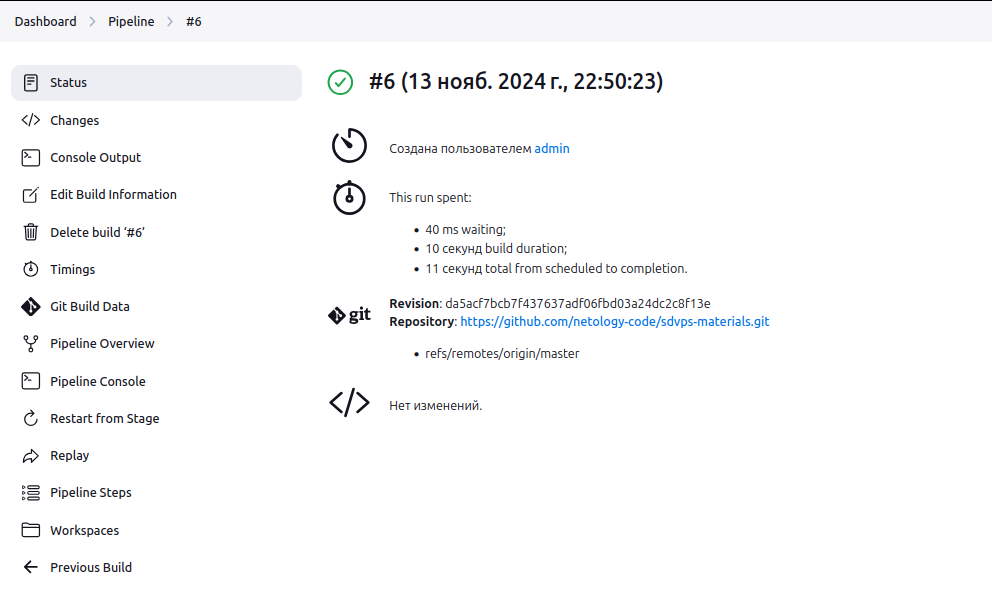 Dashboard > Pipeline > #6
Status
Changes
Console Output
Edit Build Information
Delete build ‘#6’
Timings
Git Build Data
Pipeline Overview
Pipeline Console
Restart from Stage
Replay
Pipeline Steps
Workspaces
Previous Build
#6 (13 нояб. 2024 г., 22:50:23)
Создана пользователем admin
This run spent:
• 40 ms waiting;
• 10 секунд build duration;
• 11 секунд total from scheduled to completion.
git
Revision: da5acf7bcb7f437637adf06fbd03a24dc2c8f13e
Repository: https://github.com/netology-code/sdvps-materials.git
• refs/remotes/origin/master
Нет изменений.